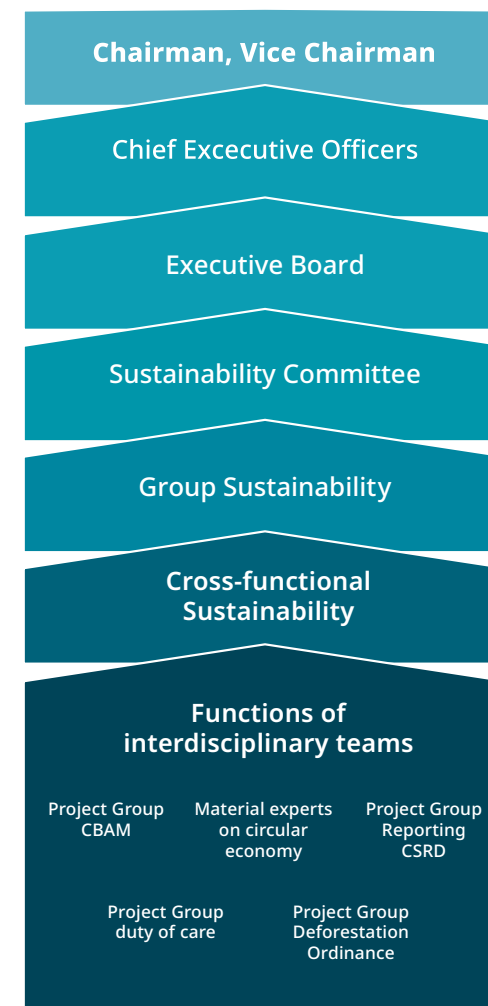 Chairman, Vice Chairman
Chief Excecutive Officers
Executive Board
Sustainability Committee
Group Sustainability
Cross-functional
Sustainability
Functions of
interdisciplinary teams
Project Group
CBAM
Material experts
on circular
economy
Project Group
Reporting
CSRD
Project Group
duty of care
Project Group
Deforestation
Ordinance